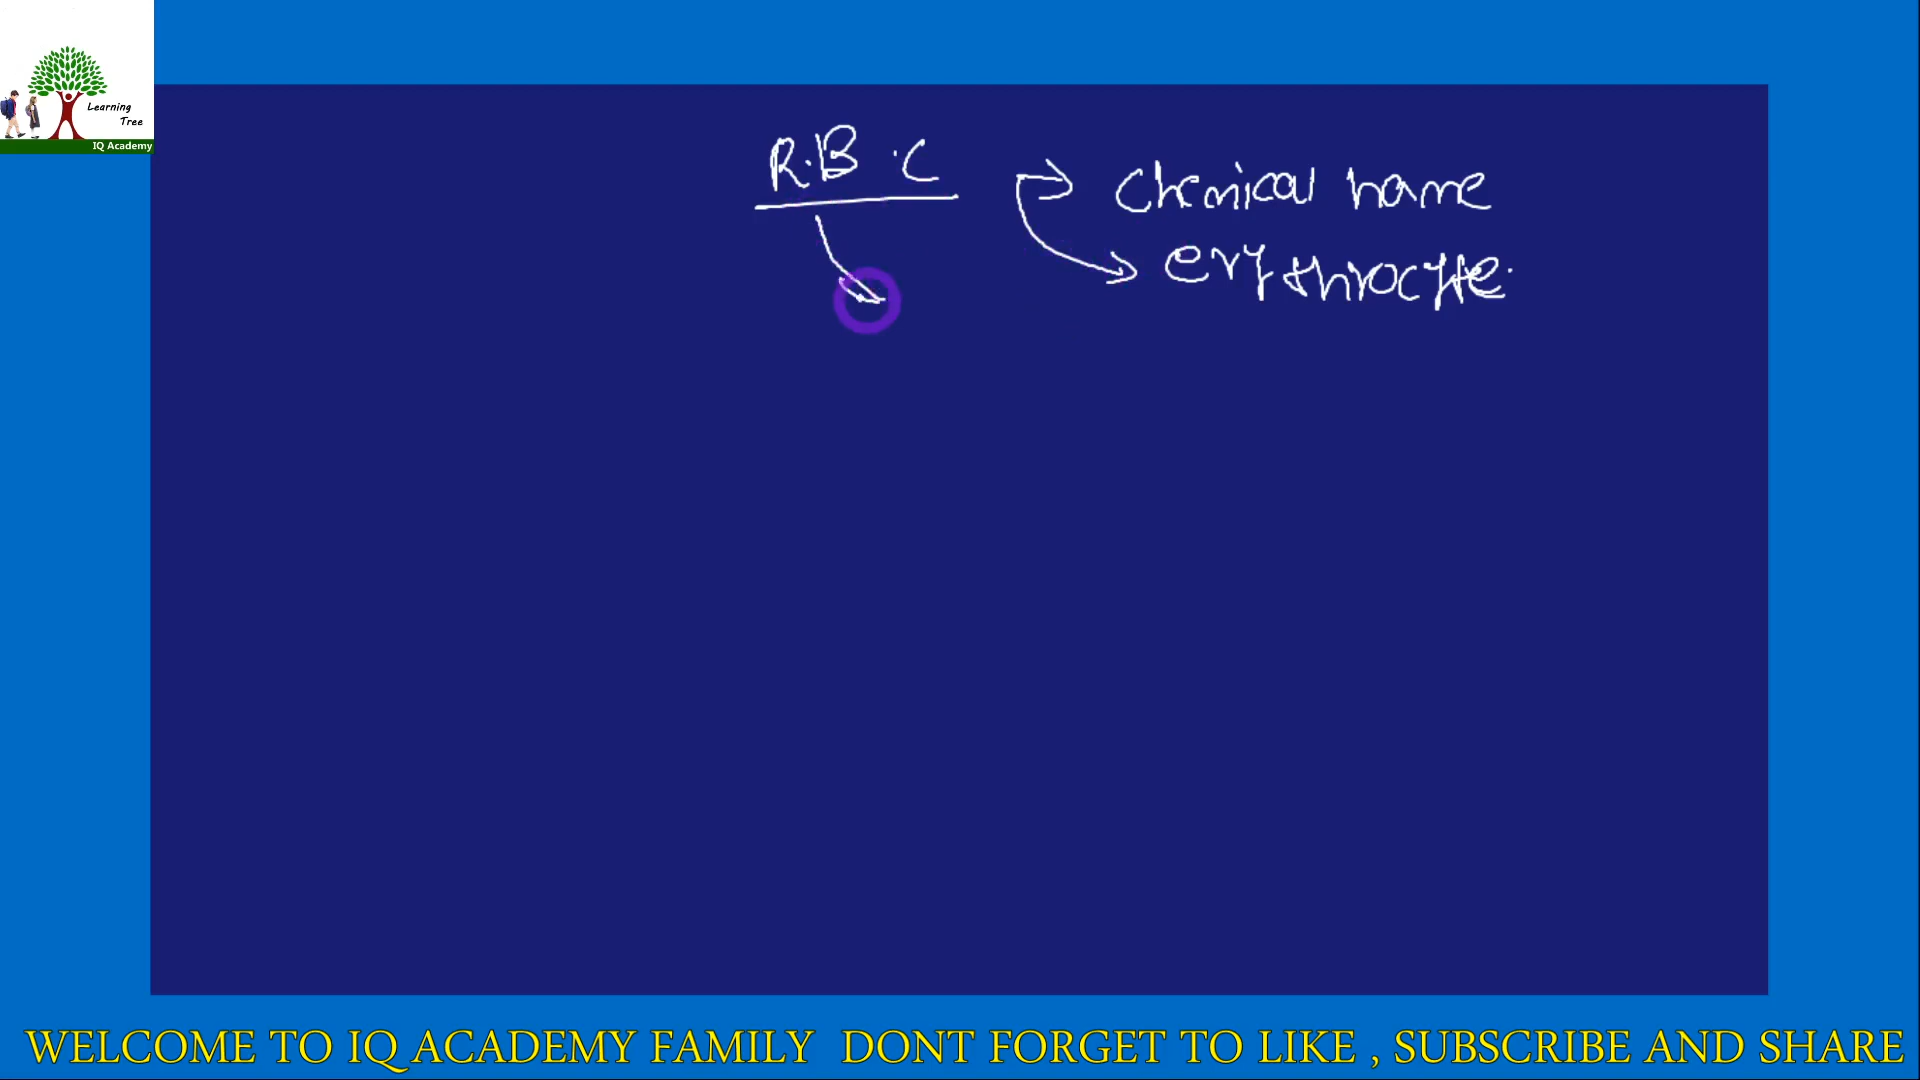 Learning
Tree
IQ Academy
R.B.C
Chemical name
erythrocyte.
WELCOME TO IQ ACADEMY FAMILY DONT FORGET TO LIKE , SUBSCRIBE AND SHARE